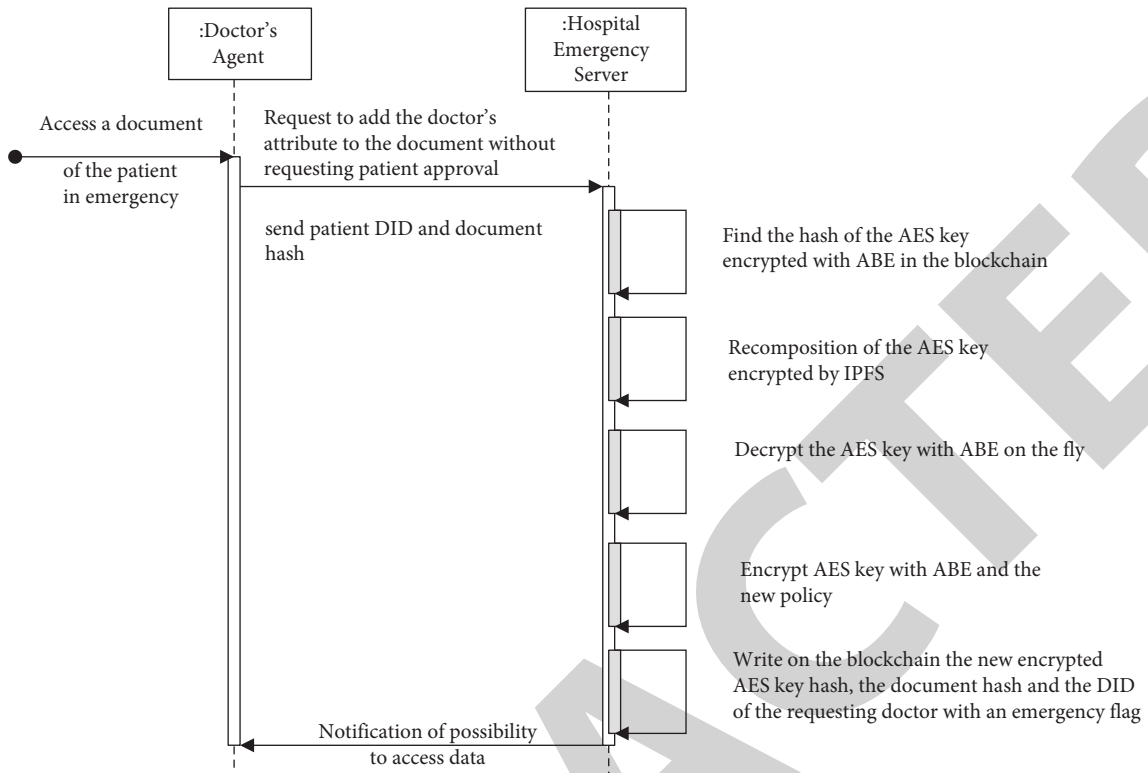 :Doctor's
Agent
:Hospital
Emergency
Server
Access a document
of the patient
in emergency
Request to add the doctor's
attribute to the document without
requesting patient approval
send patient DID and document
hash
Find the hash of the AES key
encrypted with ABE in the blockchain
Recomposition of the AES key
encrypted by IPFS
Decrypt the AES key with ABE on the fly
Encrypt AES key with ABE and the
new policy
Write on the blockchain the new encrypted
AES key hash, the document hash and the DID
of the requesting doctor with an emergency flag
Notification of possibility
to access data
ACTE